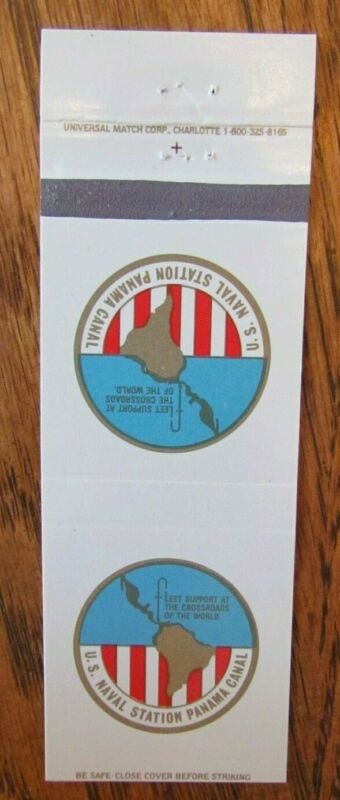 UNIVERSAL MATCH CORP., CHARLOTTE 1-800-325-8165
U.S. NAVAL STATION PANAMA CANAL
fLEET SUPPORT AT
THE CROSSROADS
OF THE WORLD.
fLEET SUPPORT AT
THE CROSSROADS
OF THE WORLD.
U.S. NAVAL STATION PANAMA CANAL
BE SAFE-CLOSE COVER BEFORE STRIKING